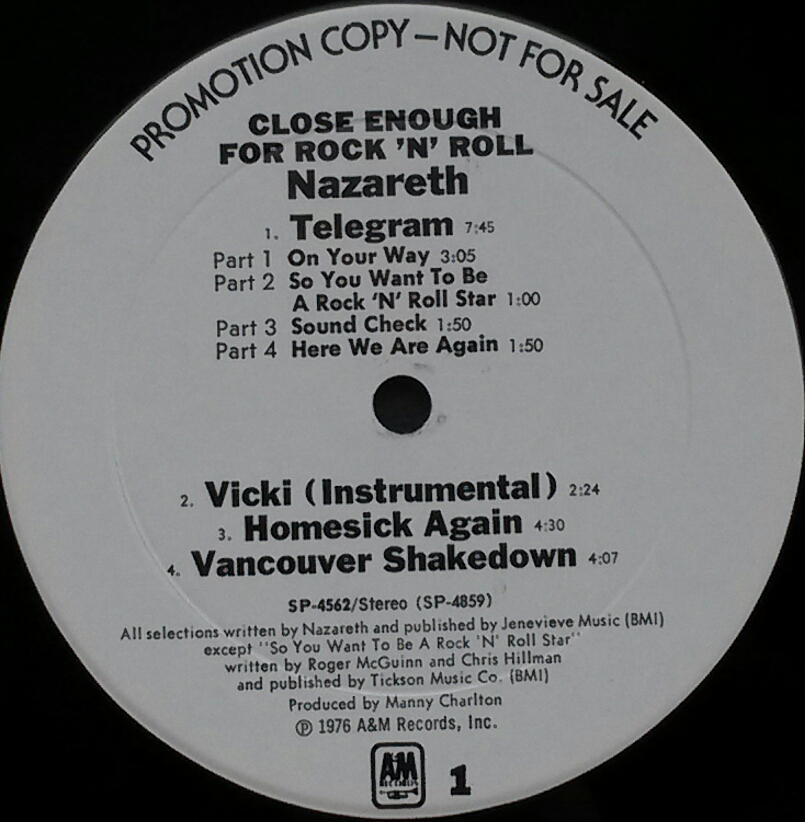 PROMOTION COPY—NOT FOR SALE
CLOSE ENOUGH
FOR ROCK 'N' ROLL
Nazareth
1. Telegram 7:45
Part 1 On Your Way 3:05
Part 2 So You Want To Be
A Rock 'N' Roll Star 1:00
Part 3 Sound Check 1:50
Part 4 Here We Are Again 1:50
2. Vicki (Instrumental) 2:24
3. Homesick Again 4:30
4. Vancouver Shakedown 4:07
SP-4562/Stereo (SP-4859)
All selections written by Nazareth and published by Jenevieve Music (BMI)
except "So You Want To Be A Rock 'N' Roll Star"
written by Roger McGuinn and Chris Hillman
and published by Tickson Music Co. (BMI)
Produced by Manny Charlton
℗ 1976 A&M Records, Inc.
A&M
RECORDS
1